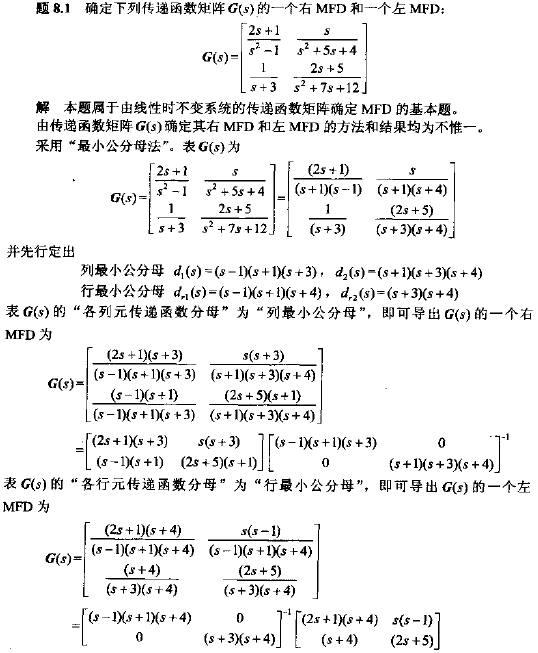 题 8.1 确定下列传递函数矩阵 G(s)的一个右 MFD 和一个左 MFD:
G(s)=[ (2s+1)/(s²−1)  s/(s²+5s+4) ; 1/(s+3)  (2s+5)/(s²+7s+12) ]
解 本题属于由线性时不变系统的传递函数矩阵确定 MFD 的基本题。
由传递函数矩阵 G(s)确定其右 MFD 和左 MFD 的方法和结果均为不惟一。
采用“最小公分母法”。表 G(s)为
G(s)=[ (2s+1)/(s²−1)  s/(s²+5s+4) ; 1/(s+3)  (2s+5)/(s²+7s+12) ]=[ (2s+1)/((s+1)(s−1))  s/((s+1)(s+4)) ; 1/(s+3)  (2s+5)/((s+3)(s+4)) ]
并先行定出
列最小公分母 d₁(s)=(s−1)(s+1)(s+3), d₂(s)=(s+1)(s+3)(s+4)
行最小公分母 dᵣ₁(s)=(s−1)(s+1)(s+4), dᵣ₂(s)=(s+3)(s+4)
表 G(s)的“各列元传递函数分母”为“列最小公分母”，即可导出 G(s)的一个右
MFD 为
G(s)=[ (2s+1)(s+3)/((s−1)(s+1)(s+3))  s(s+3)/((s+1)(s+3)(s+4)) ; (s−1)(s+1)/((s−1)(s+1)(s+3))  (2s+5)(s+1)/((s+1)(s+3)(s+4)) ]
=[ (2s+1)(s+3)  s(s+3) ; (s−1)(s+1)  (2s+5)(s+1) ][ (s−1)(s+1)(s+3)  0 ; 0  (s+1)(s+3)(s+4) ]⁻¹
表 G(s)的“各行元传递函数分母”为“行最小公分母”，即可导出 G(s)的一个左
MFD 为
G(s)=[ (2s+1)(s+4)/((s−1)(s+1)(s+4))  s(s−1)/((s−1)(s+1)(s+4)) ; (s+4)/((s+3)(s+4))  (2s+5)/((s+3)(s+4)) ]
=[ (s−1)(s+1)(s+4)  0 ; 0  (s+3)(s+4) ]⁻¹[ (2s+1)(s+4)  s(s−1) ; (s+4)  (2s+5) ]